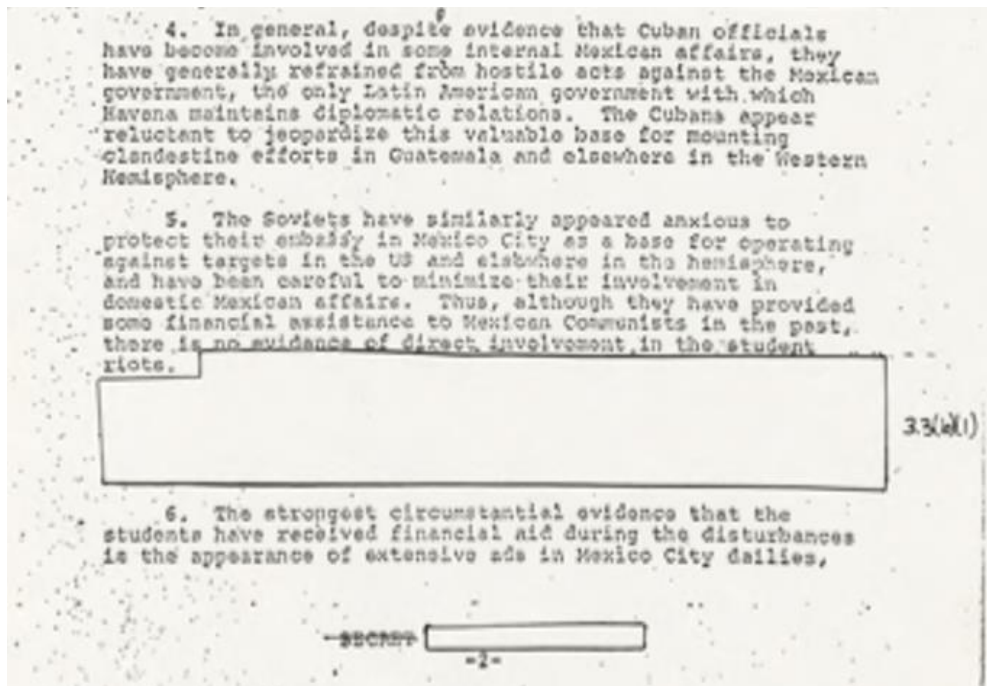 4. In general, despite evidence that Cuban officials
have become involved in some internal Mexican affairs, they
have generally refrained from hostile acts against the Mexican
government, the only Latin American government with which
Havana maintains diplomatic relations. The Cubans appear
reluctant to jeopardize this valuable base for mounting
clandestine efforts in Guatemala and elsewhere in the Western
Hemisphere.
5. The Soviets have similarly appeared anxious to
protect their embassy in Mexico City as a base for operating
against targets in the US and elsewhere in the hemisphere,
and have been careful to minimize their involvement in
domestic Mexican affairs. Thus, although they have provided
some financial assistance to Mexican Communists in the past,
there is no evidence of direct involvement in the student
riots.
3.3(b)(1)
6. The strongest circumstantial evidence that the
students have received financial aid during the disturbances
is the appearance of extensive ads in Mexico City dailies,
SECRET
-2-